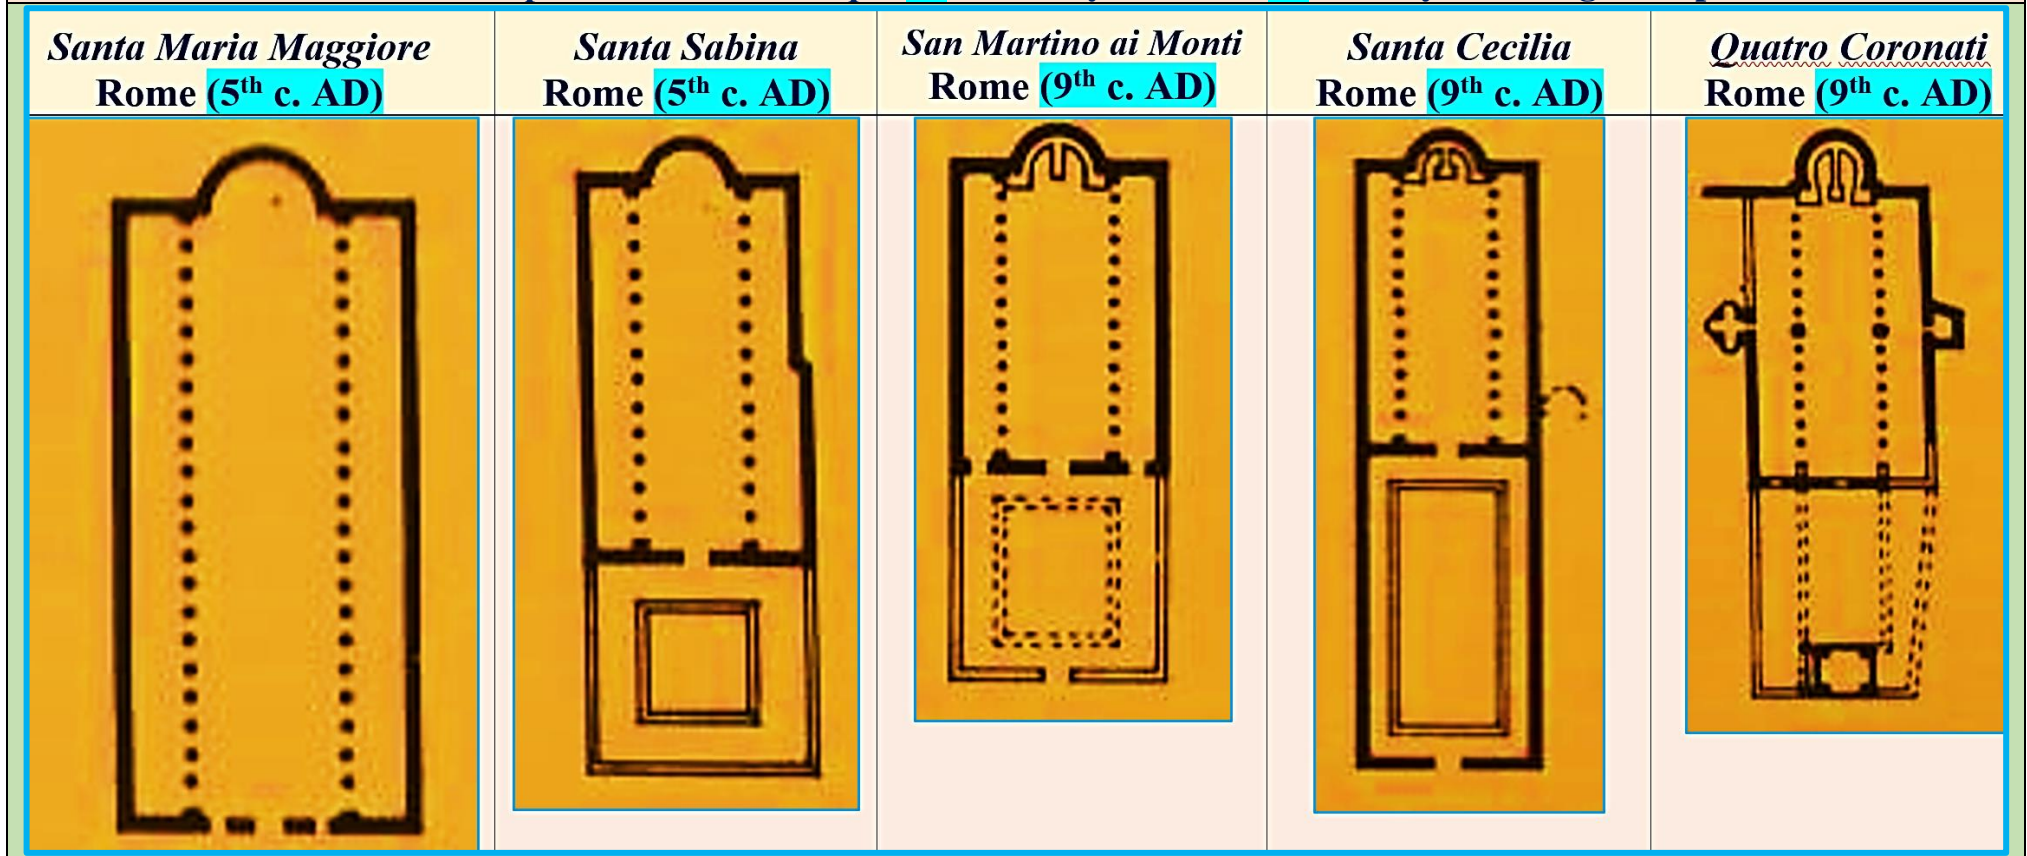 Santa Maria Maggiore
Rome (5th c. AD)
Santa Sabina
Rome (5th c. AD)
San Martino ai Monti
Rome (9th c. AD)
Santa Cecilia
Rome (9th c. AD)
Quatro Coronati
Rome (9th c. AD)